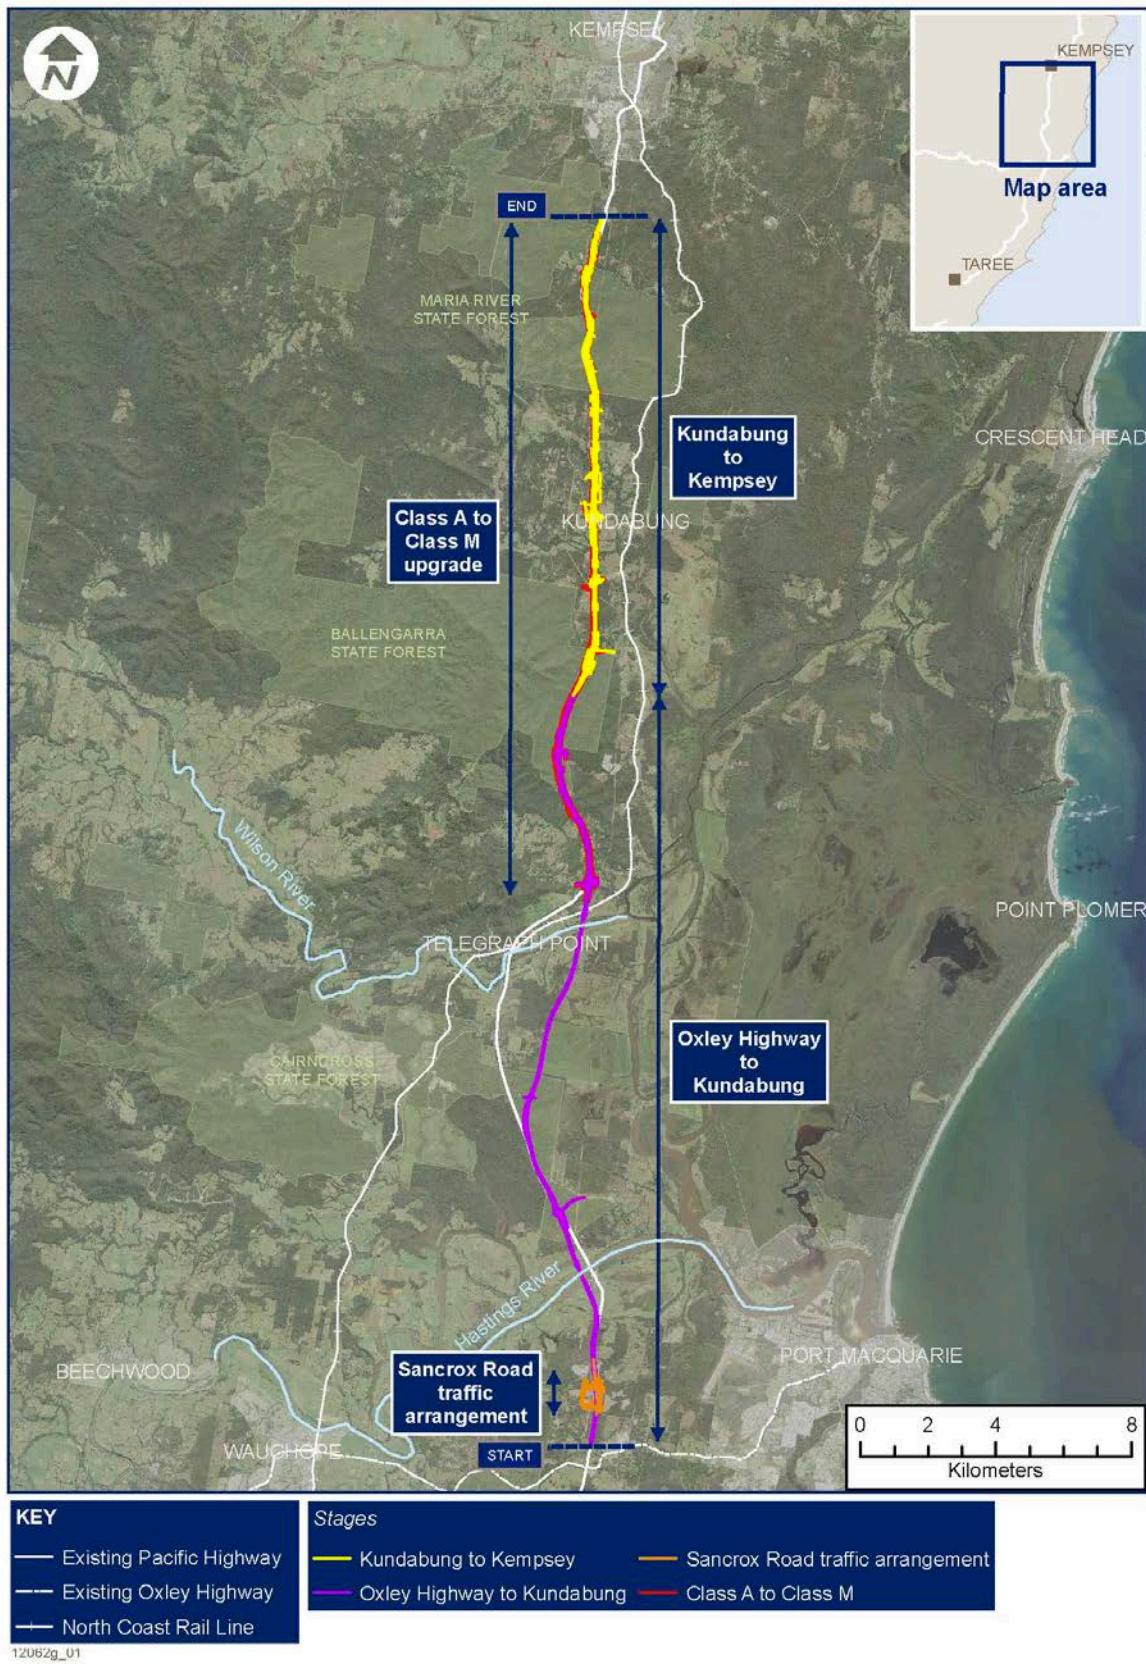 KEMPSEY
N
KEMPSEY
Map area
TAREE
END
MARIA RIVER
STATE FOREST
Kundabung
to
Kempsey
CRESCENT HEAD
Class A to
Class M
upgrade
KUNDABUNG
BALLENGARRA
STATE FOREST
Wilson River
POINT PLOMER
TELEGRAPH POINT
Oxley Highway
to
Kundabung
CAIRNCROSS
STATE FOREST
Hastings River
BEECHWOOD
Sancrox Road
traffic
arrangement
PORT MACQUARIE
WAUCHOPE
START
0 2 4 8
Kilometers
KEY
Existing Pacific Highway
Existing Oxley Highway
North Coast Rail Line
Stages
Kundabung to Kempsey
Oxley Highway to Kundabung
Sancrox Road traffic arrangement
Class A to Class M
12062g_01